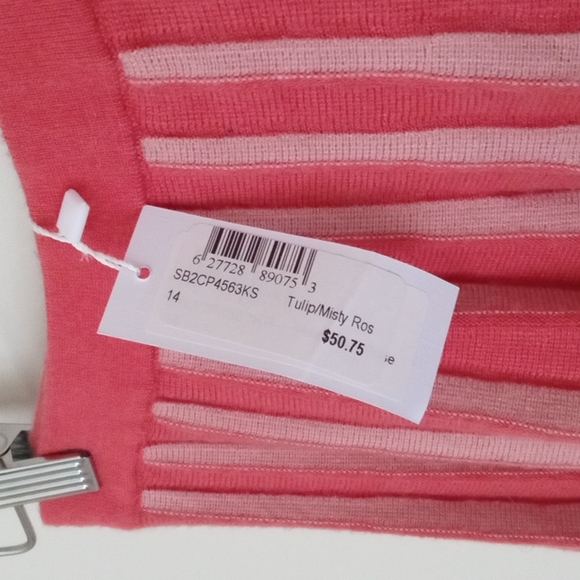 6 27728 89075 3
SB2CP4563KS
14 Tulip/Misty Ros
$50.75